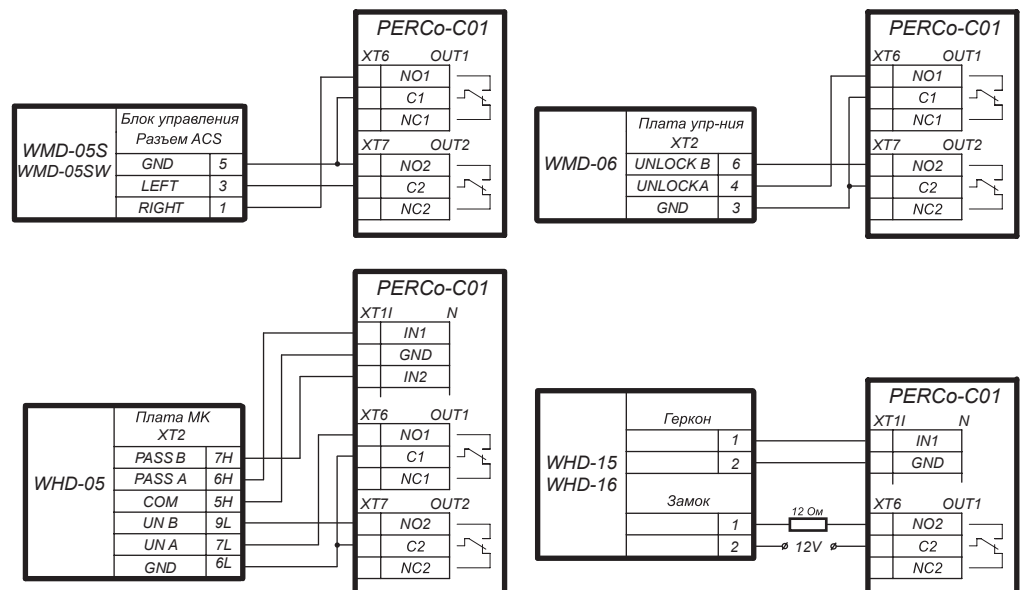 PERCo-C01
XT6 OUT1
NO1
C1
NC1
XT7 OUT2
NO2
C2
NC2
WMD-05S
WMD-05SW
Блок управления
Разъем ACS
GND 5
LEFT 3
RIGHT 1
PERCo-C01
XT6 OUT1
NO1
C1
NC1
XT7 OUT2
NO2
C2
NC2
WMD-06
Плата упр-ния
XT2
UNLOCK B 6
UNLOCKA 4
GND 3
PERCo-C01
XT1I N
IN1
GND
IN2
XT6 OUT1
NO1
C1
NC1
XT7 OUT2
NO2
C2
NC2
WHD-05
Плата МК
XT2
PASS B 7H
PASS A 6H
COM 5H
UN B 9L
UN A 7L
GND 6L
PERCo-C01
XT1I N
IN1
GND
XT6 OUT1
NO2
C2
NC2
WHD-15
WHD-16
Геркон
1
2
Замок
1
2
12 Ом
12V